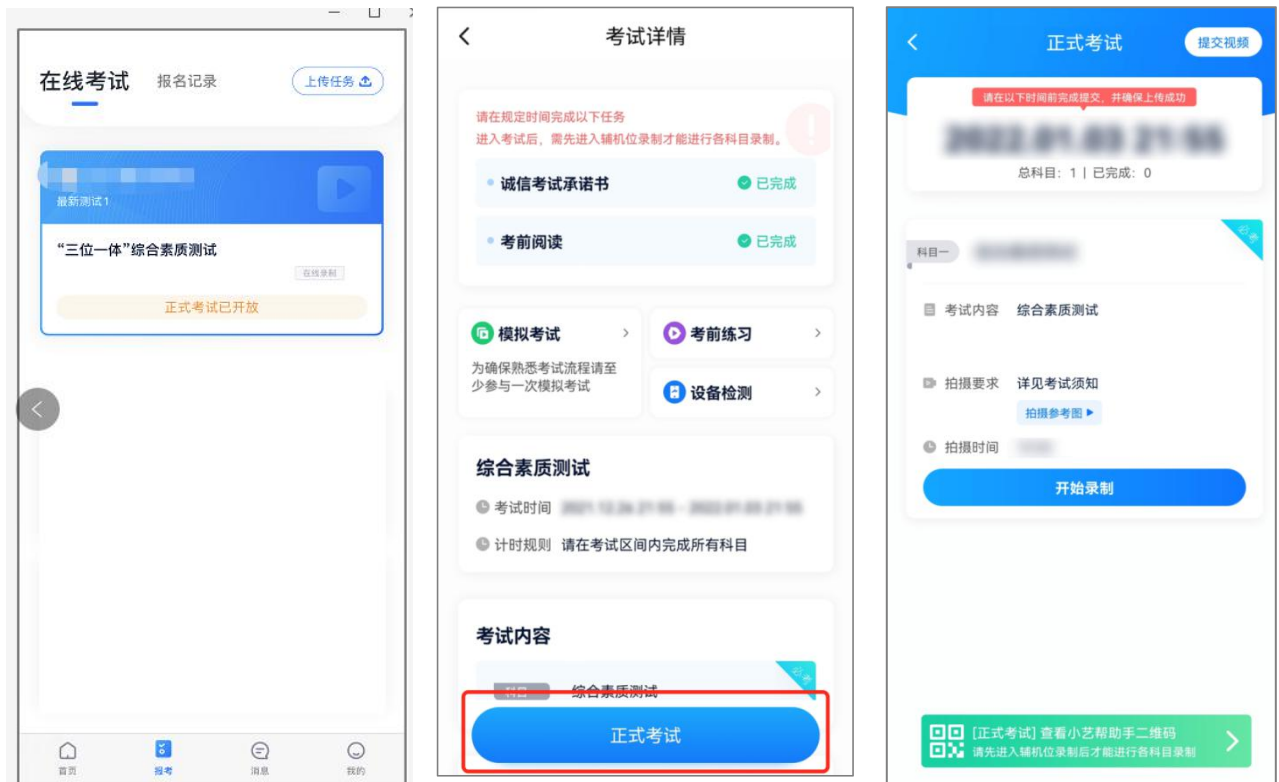 在线考试
报名记录
上传任务
最新测试1
“三位一体”综合素质测试
在线录制
正式考试已开放
首页
报考
消息
我的
考试详情
请在规定时间完成以下任务
进入考试后，需先进入辅机位录制才能进行各科目录制。
诚信考试承诺书
已完成
考前阅读
已完成
模拟考试
为确保熟悉考试流程请至
少参与一次模拟考试
考前练习
设备检测
综合素质测试
考试时间
计时规则 请在考试区间内完成所有科目
考试内容
必考
综合素质测试
正式考试
正式考试
提交视频
请在以下时间前完成提交，并确保上传成功
2022.01.03 21:55
总科目：1 | 已完成：0
必考
科目一
考试内容 综合素质测试
拍摄要求 详见考试须知
拍摄参考图
拍摄时间
开始录制
[正式考试] 查看小艺帮助手二维码
请先进入辅机位录制后才能进行各科目录制